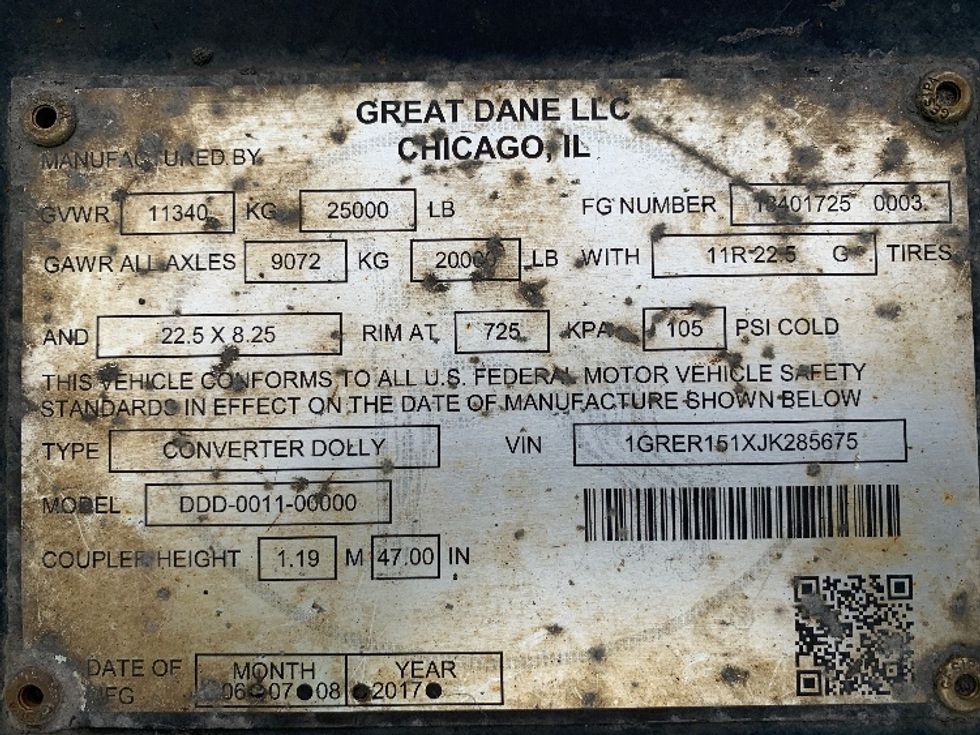 GREAT DANE LLC
MANUFACTURED BY CHICAGO, IL
GVWR 11340 KG 25000 LB FG NUMBER 13401725 0003
GAWR ALL AXLES 9072 KG 20000 LB WITH 11R 22.5 G TIRES
AND 22.5 X 8.25 RIM AT 725 KPA 105 PSI COLD
THIS VEHICLE CONFORMS TO ALL U.S. FEDERAL MOTOR VEHICLE SAFETY
STANDARDS IN EFFECT ON THE DATE OF MANUFACTURE SHOWN BELOW
TYPE CONVERTER DOLLY VIN 1GRER151XJK285675
MODEL DDD-0011-00000
COUPLER HEIGHT 1.19 M 47.00 IN
DATE OF MONTH YEAR
MFG 06 07 08 2017